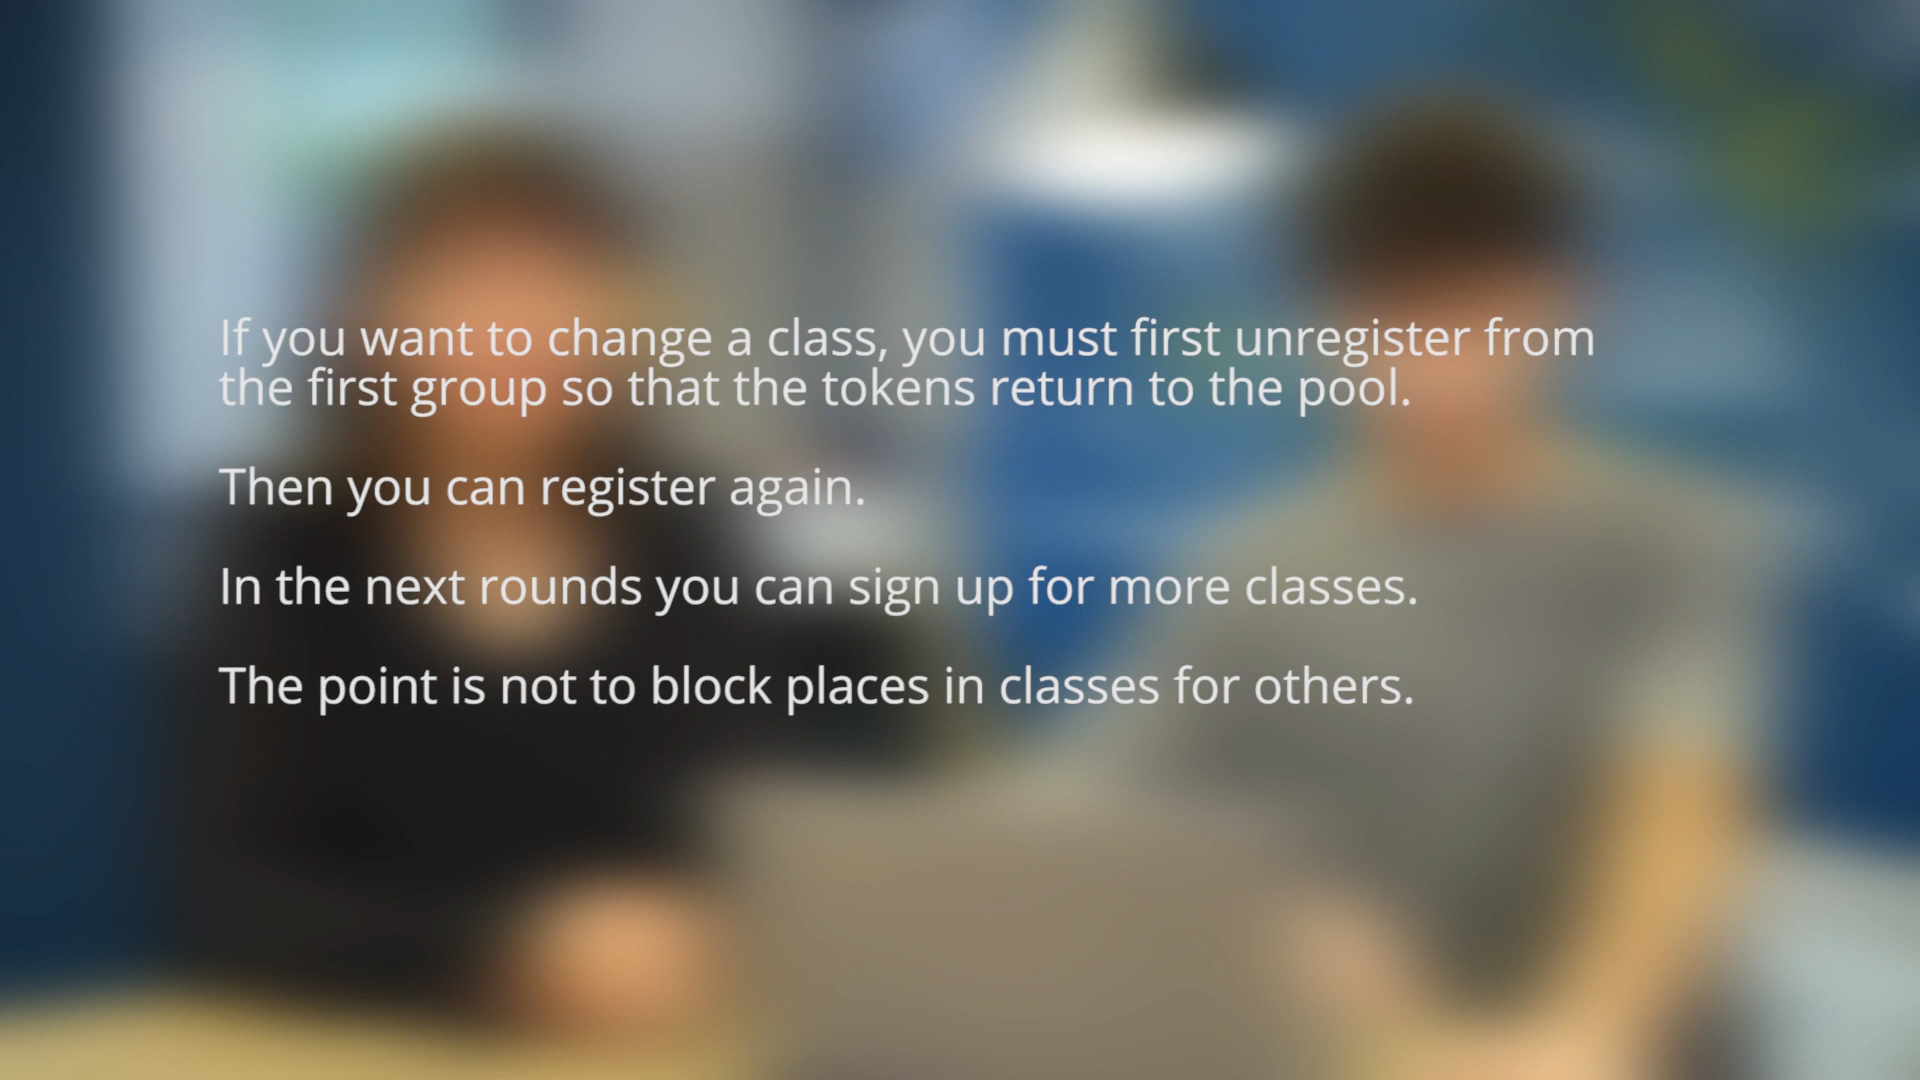 If you want to change a class, you must first unregister from
the first group so that the tokens return to the pool.
Then you can register again.
In the next rounds you can sign up for more classes.
The point is not to block places in classes for others.